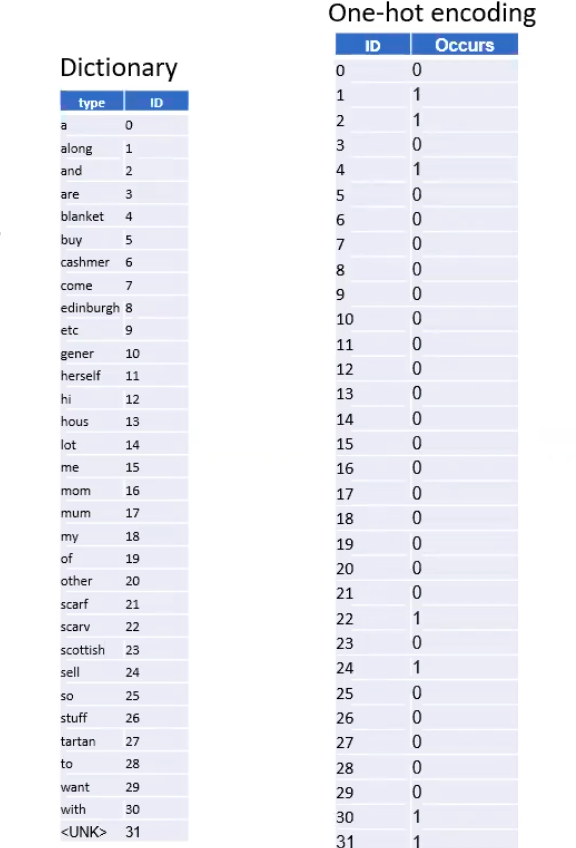 One-hot encoding
Dictionary
type ID
a 0
along 1
and 2
are 3
blanket 4
buy 5
cashmer 6
come 7
edinburgh 8
etc 9
gener 10
herself 11
hi 12
hous 13
lot 14
me 15
mom 16
mum 17
my 18
of 19
other 20
scarf 21
scarv 22
scottish 23
sell 24
so 25
stuff 26
tartan 27
to 28
want 29
with 30
<UNK> 31
ID Occurs
0 0
1 1
2 1
3 0
4 1
5 0
6 0
7 0
8 0
9 0
10 0
11 0
12 0
13 0
14 0
15 0
16 0
17 0
18 0
19 0
20 0
21 0
22 1
23 0
24 1
25 0
26 0
27 0
28 0
29 0
30 1
31 1